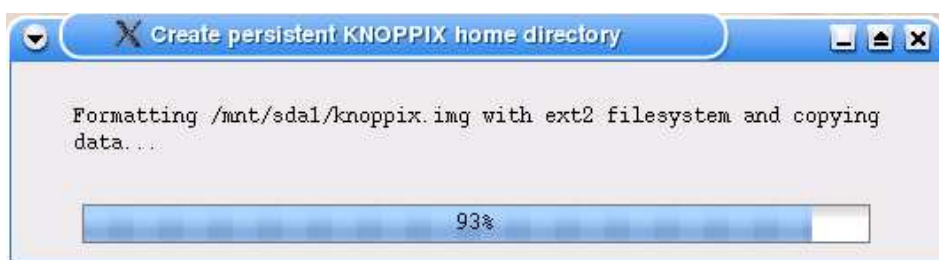 Create persistent KNOPPIX home directory
Formatting /mnt/sda1/knoppix.img with ext2 filesystem and copying
data...
93%